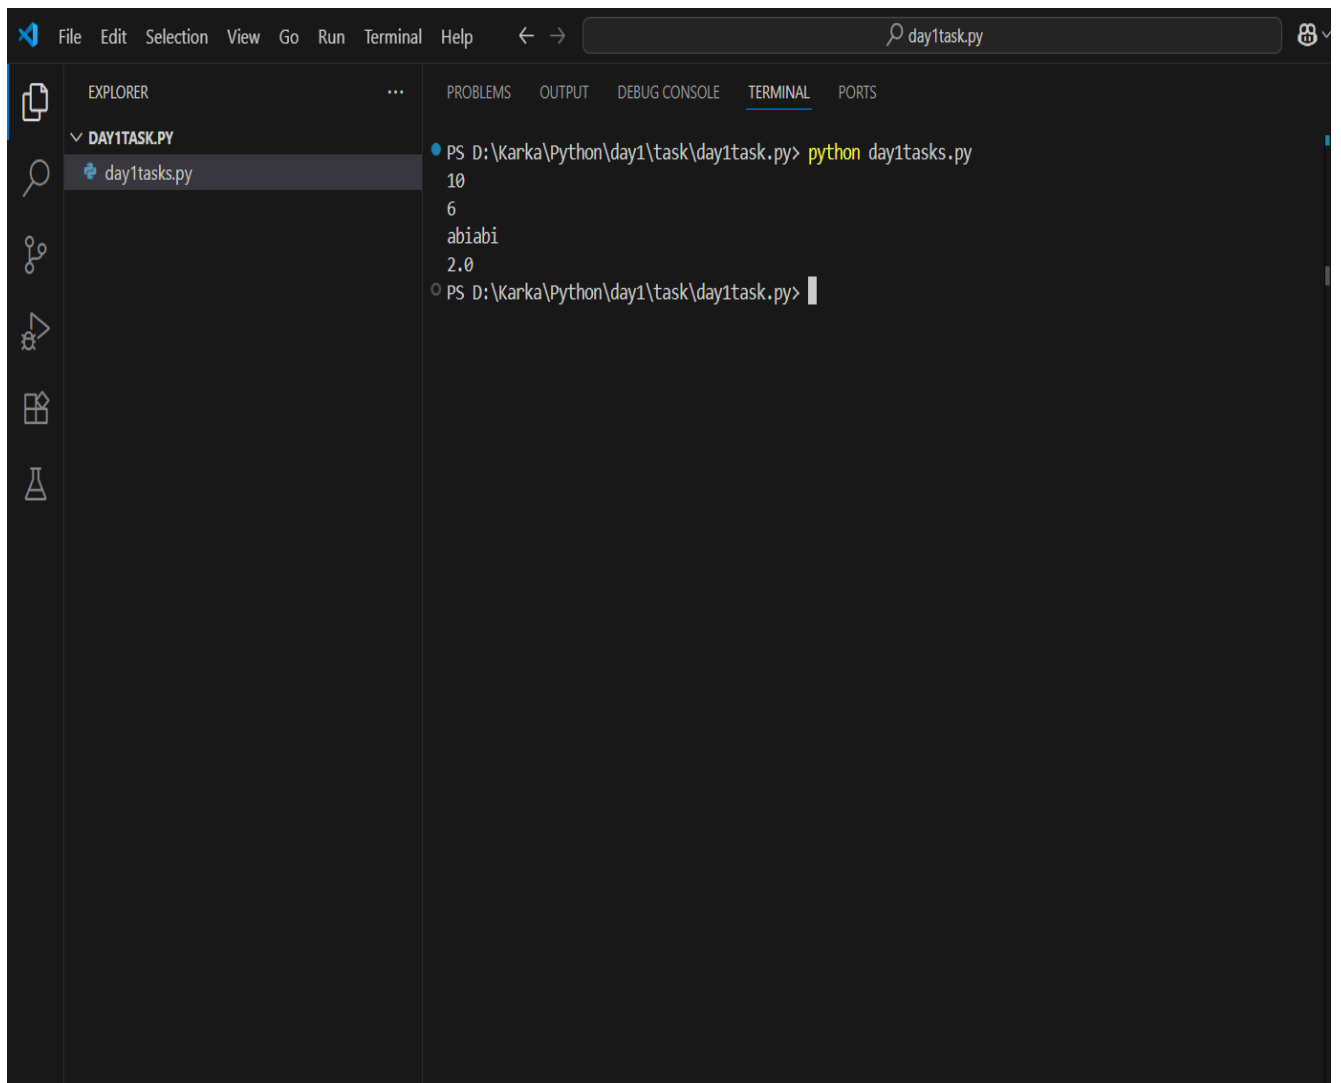 File Edit Selection View Go Run Terminal Help
day1task.py
EXPLORER
DAY1TASK.PY
day1tasks.py
PROBLEMS OUTPUT DEBUG CONSOLE TERMINAL PORTS
PS D:\Karka\Python\day1\task\day1task.py> python day1tasks.py
10
6
abiabi
2.0
PS D:\Karka\Python\day1\task\day1task.py>